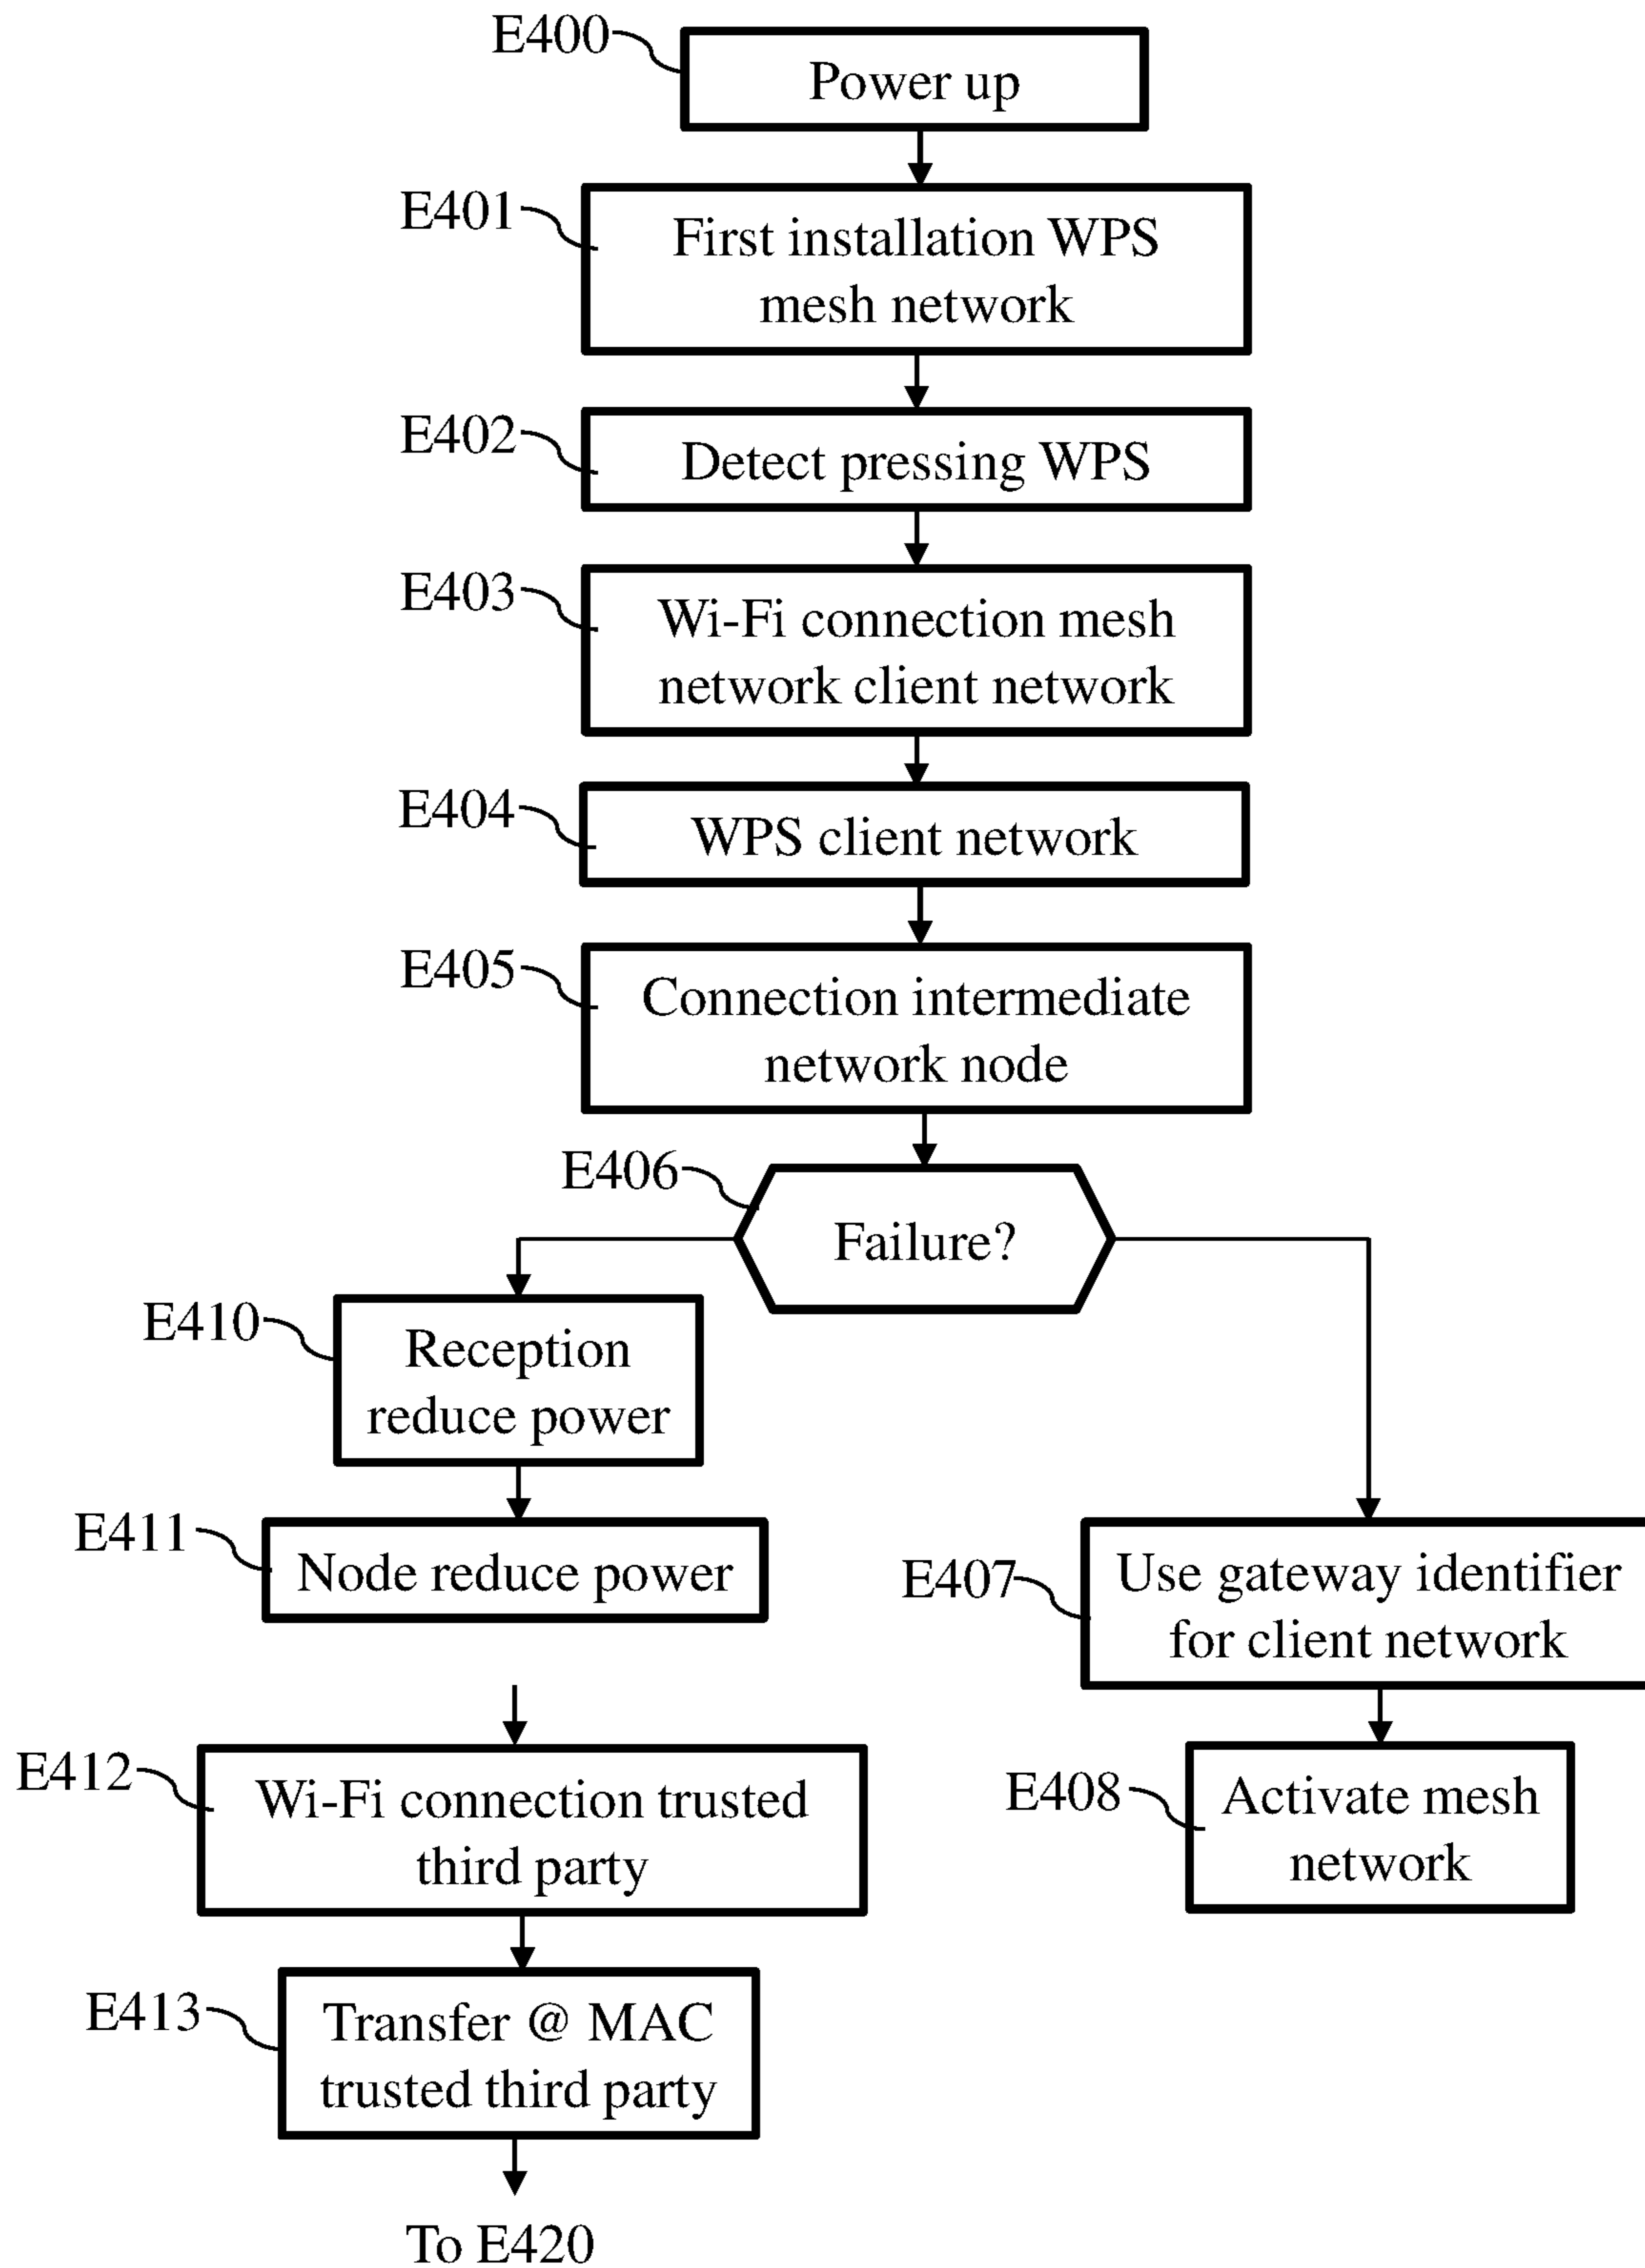 E400
Power up
E401
First installation WPS
mesh network
E402
Detect pressing WPS
E403
Wi-Fi connection mesh
network client network
E404
WPS client network
E405
Connection intermediate
network node
E406
Failure?
E410
Reception
reduce power
E411
Node reduce power
E407
Use gateway identifier
for client network
E412
Wi-Fi connection trusted
third party
E408
Activate mesh
network
E413
Transfer @ MAC
trusted third party
To E420